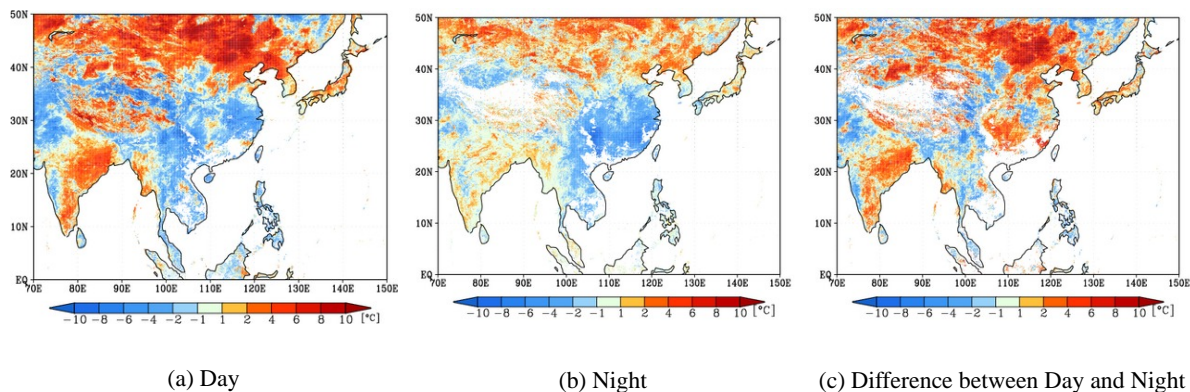 50N 50N 50N
40N 40N 40N
30N 30N 30N
20N 20N 20N
10N 10N 10N
EQ EQ EQ
70E 80E 90E 100E 110E 120E 130E 140E 150E 70E 80E 90E 100E 110E 120E 130E 140E 150E 70E 80E 90E 100E 110E 120E 130E 140E 150E
-10 -8 -6 -4 -2 -1 1 2 4 6 8 10 [°C] -10 -8 -6 -4 -2 -1 1 2 4 6 8 10 [°C] -10 -8 -6 -4 -2 -1 1 2 4 6 8 10 [°C]
(a) Day (b) Night (c) Difference between Day and Night